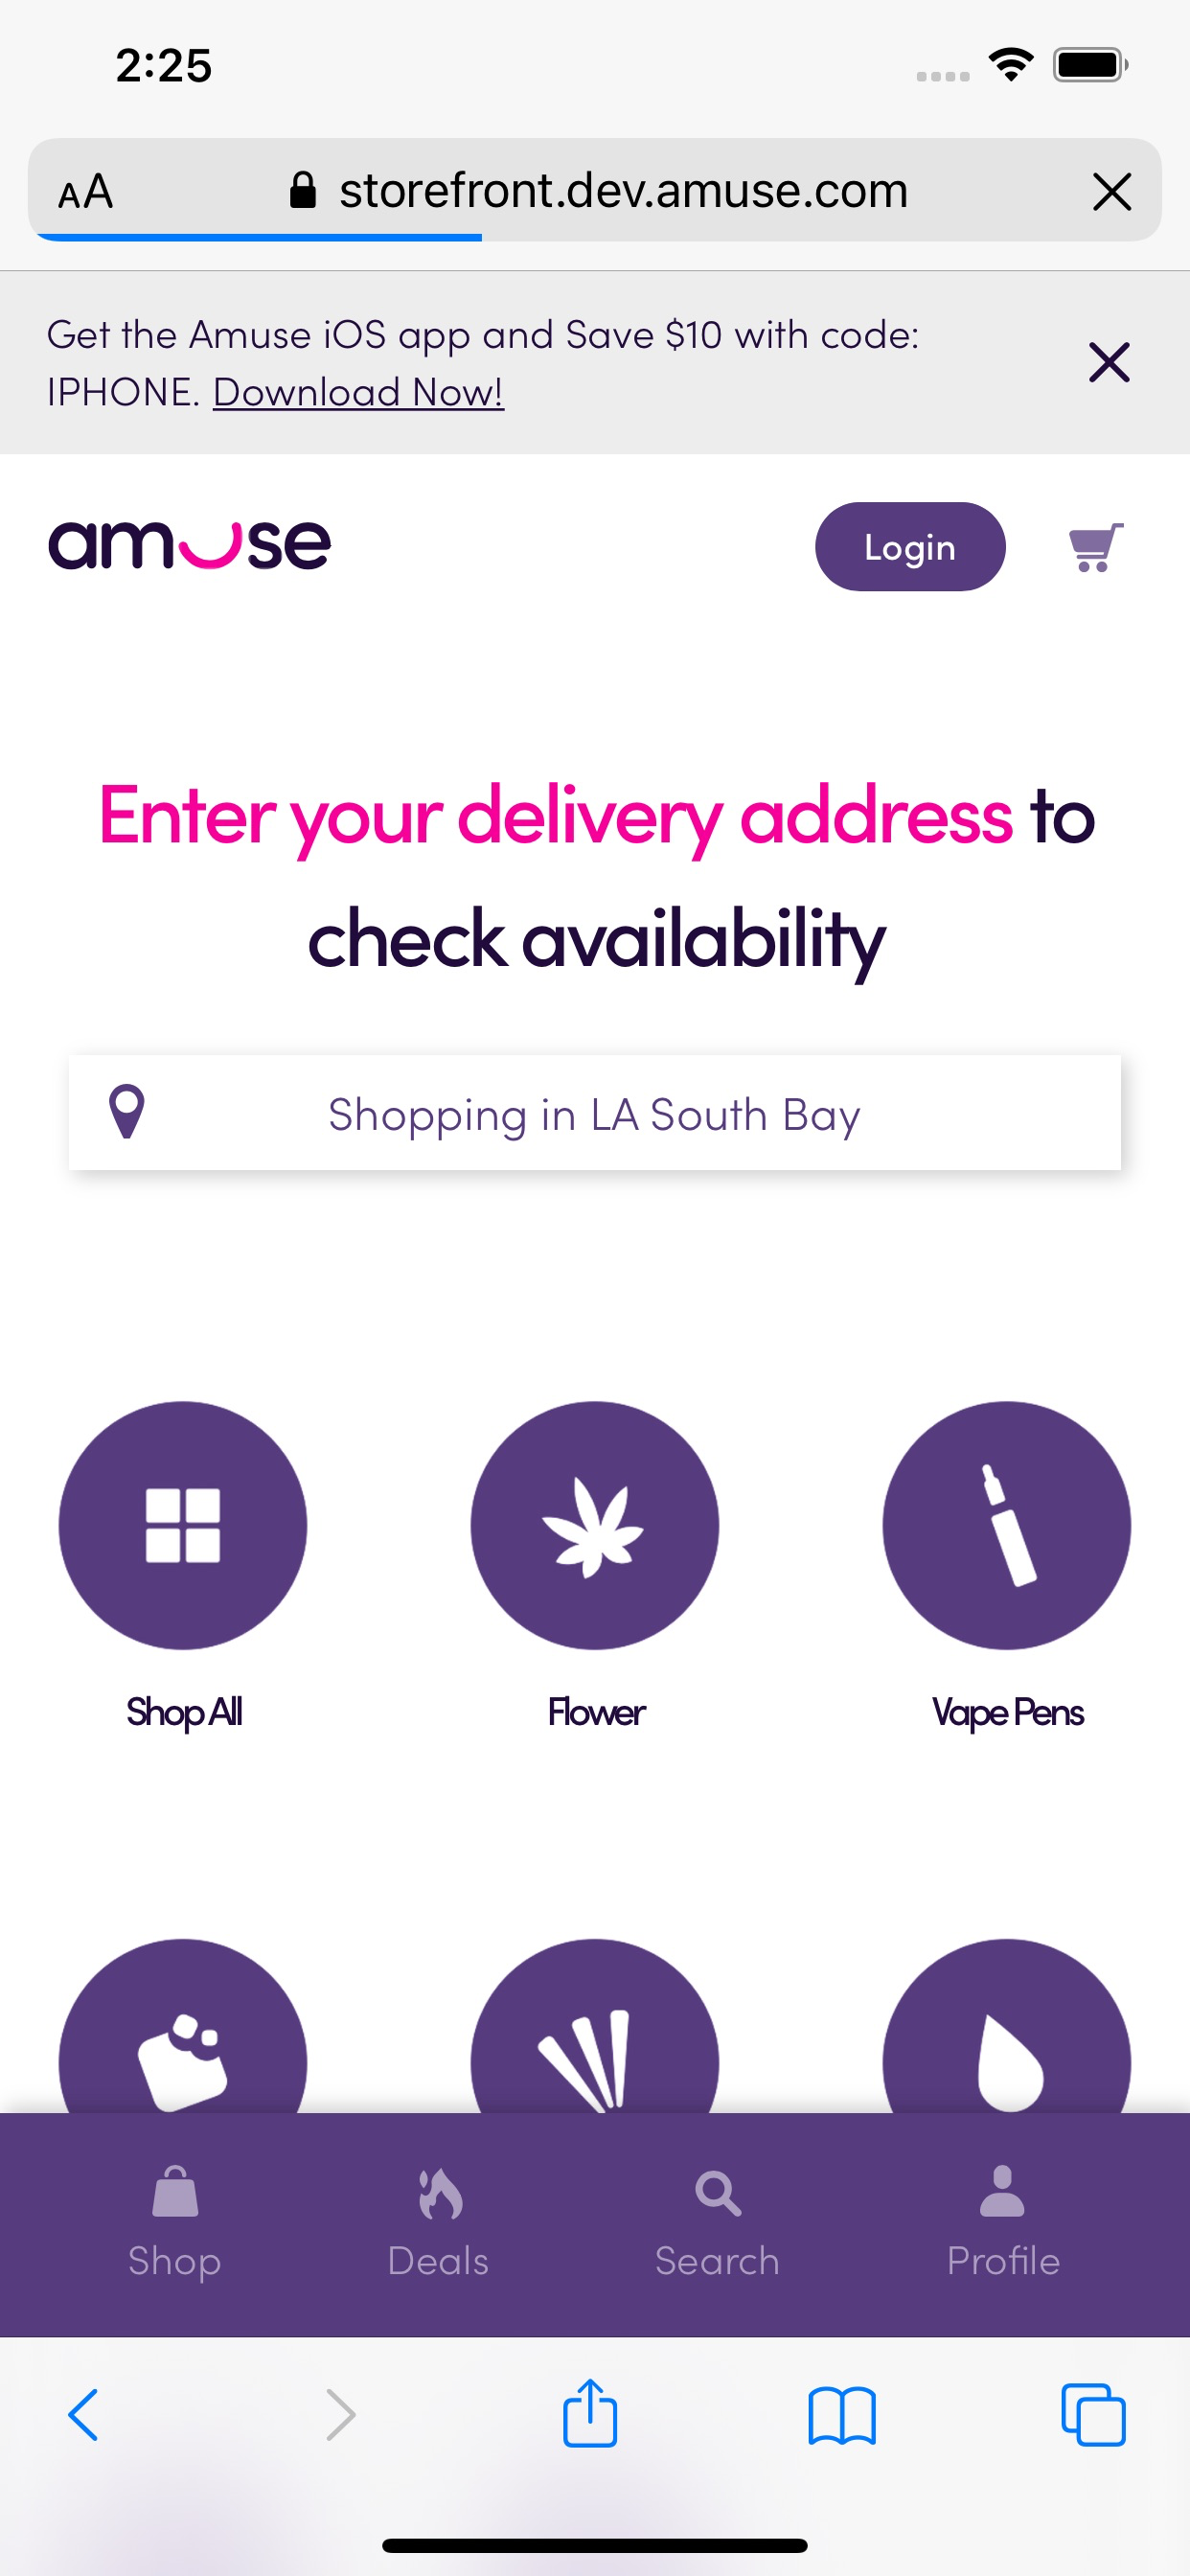 2:25
AA storefront.dev.amuse.com
Get the Amuse iOS app and Save $10 with code:
IPHONE. Download Now!
amuse
Login
Enter your delivery address to
check availability
Shopping in LA South Bay
Shop All Flower Vape Pens
Shop Deals Search Profile